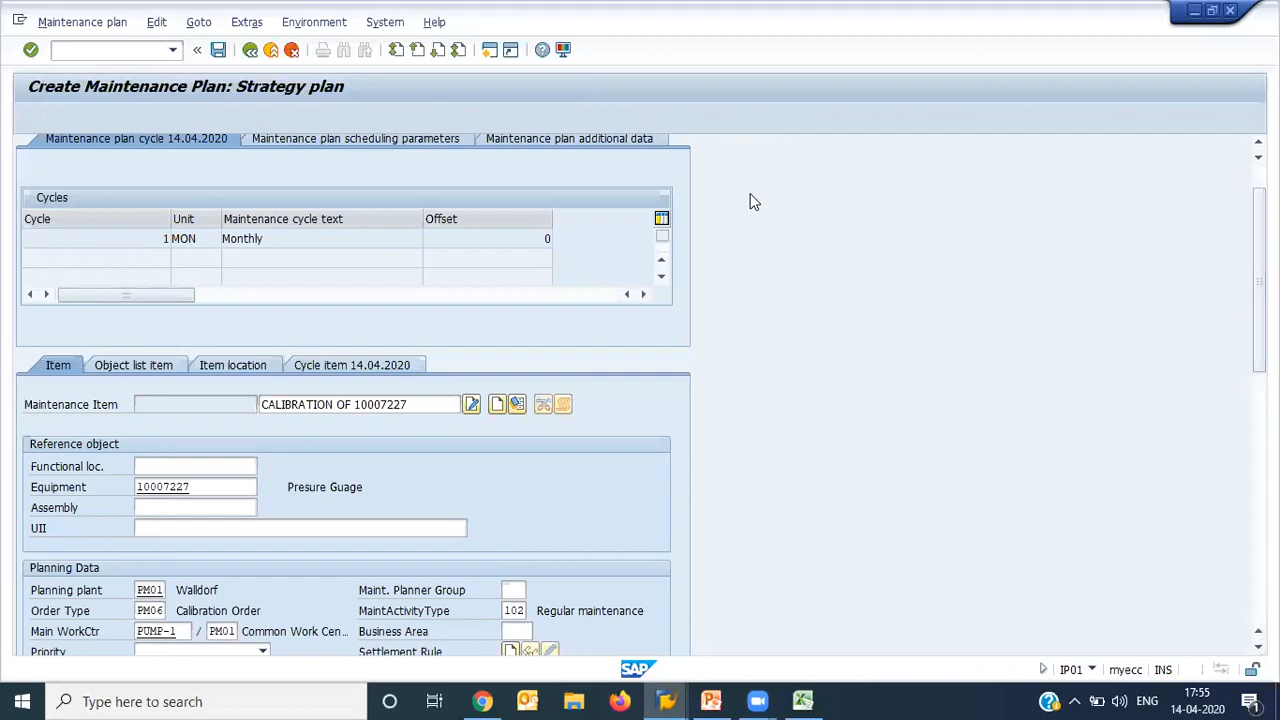 Maintenance plan Edit Goto Extras Environment System Help
Create Maintenance Plan: Strategy plan
Maintenance plan cycle 14.04.2020 Maintenance plan scheduling parameters Maintenance plan additional data
Cycles
Cycle Unit Maintenance cycle text Offset
1 MON Monthly 0
Item Object list item Item location Cycle item 14.04.2020
Maintenance Item CALIBRATION OF 10007227
Reference object
Functional loc.
Equipment 10007227 Presure Guage
Assembly
UII
Planning Data
Planning plant PM01 Walldorf Maint. Planner Group
Order Type PM06 Calibration Order MaintActivityType 102 Regular maintenance
Main WorkCtr PUMP-1 / PM01 Common Work Cen... Business Area
Priority Settlement Rule
SAP IP01 myecc INS
Type here to search ENG 17:55
14-04-2020